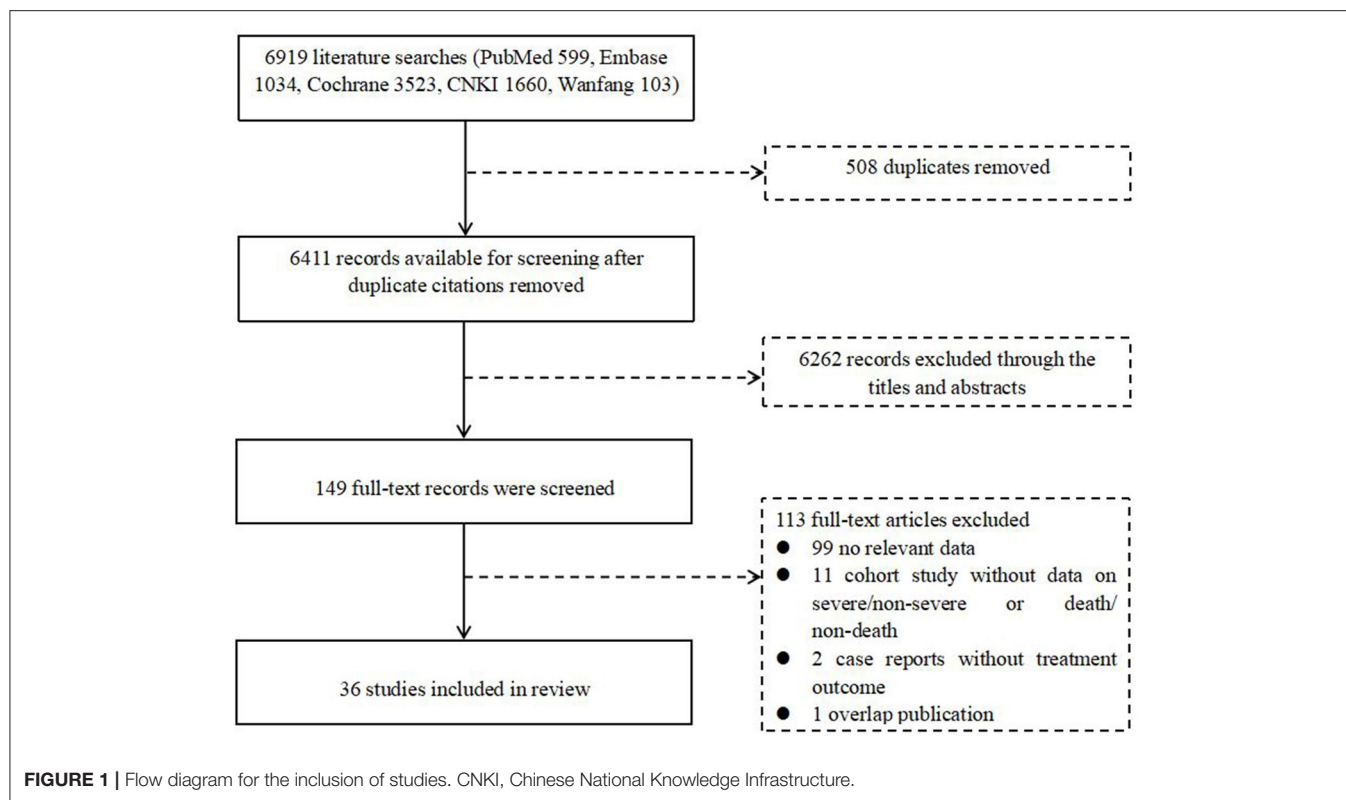 6919 literature searches (PubMed 599, Embase
1034, Cochrane 3523, CNKI 1660, Wanfang 103)
508 duplicates removed
6411 records available for screening after
duplicate citations removed
6262 records excluded through the
titles and abstracts
149 full-text records were screened
113 full-text articles excluded
● 99 no relevant data
● 11 cohort study without data on
severe/non-severe or death/
non-death
● 2 case reports without treatment
outcome
● 1 overlap publication
36 studies included in review
FIGURE 1 | Flow diagram for the inclusion of studies. CNKI, Chinese National Knowledge Infrastructure.